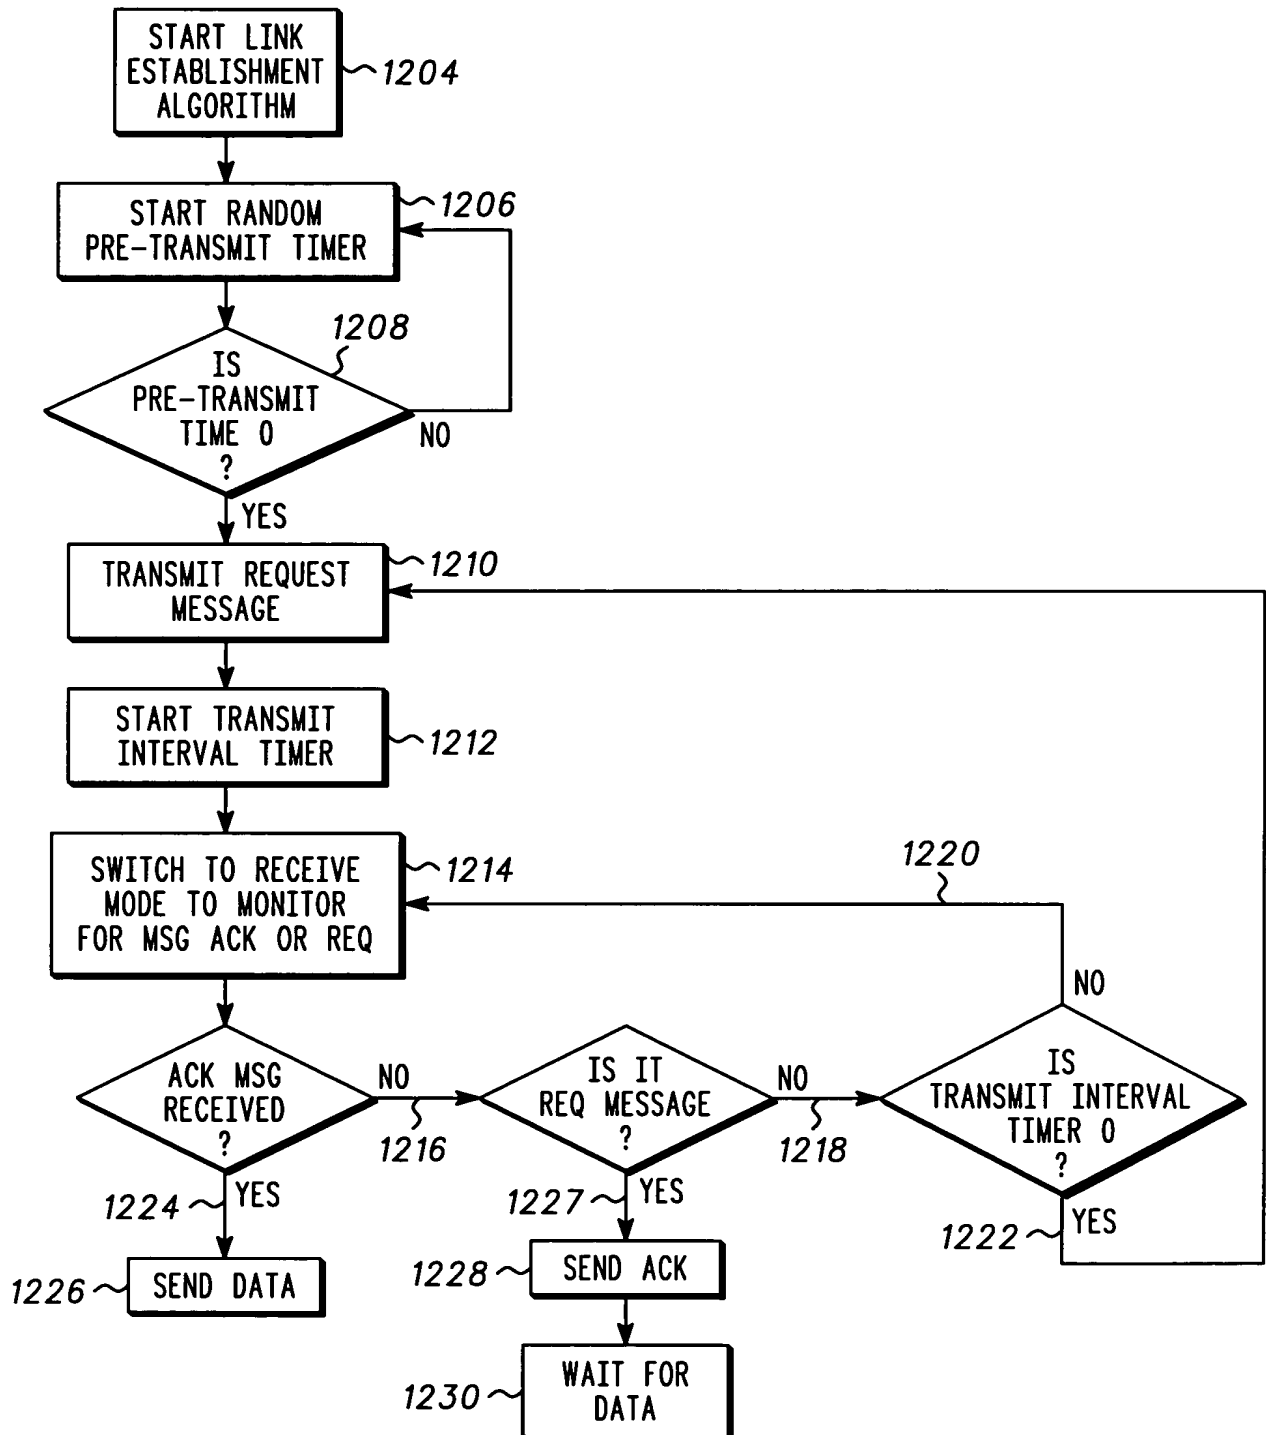 START LINK
ESTABLISHMENT
ALGORITHM
1204
START RANDOM
PRE-TRANSMIT TIMER
1206
1208
IS
PRE-TRANSMIT
TIME 0
?
NO
YES
TRANSMIT REQUEST
MESSAGE
1210
START TRANSMIT
INTERVAL TIMER
1212
SWITCH TO RECEIVE
MODE TO MONITOR
FOR MSG ACK OR REQ
1214
1220
NO
ACK MSG
RECEIVED
?
NO
1216
IS IT
REQ MESSAGE
?
NO
1218
IS
TRANSMIT INTERVAL
TIMER 0
?
1224
YES
1227
YES
1222
YES
1226
SEND DATA
1228
SEND ACK
1230
WAIT FOR
DATA